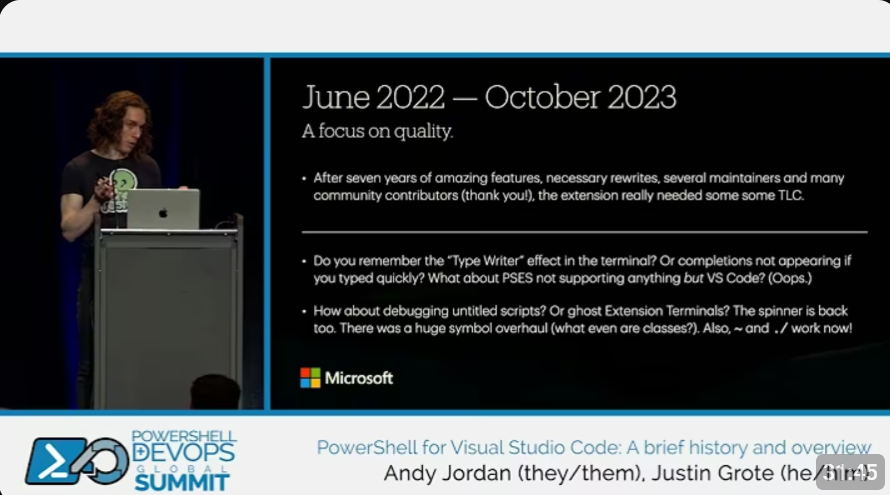 June 2022 — October 2023
A focus on quality.
• After seven years of amazing features, necessary rewrites, several maintainers and many
community contributors (thank you!), the extension really needed some some TLC.
• Do you remember the "Type Writer" effect in the terminal? Or completions not appearing if
you typed quickly? What about PSES not supporting anything but VS Code? (Oops.)
• How about debugging untitled scripts? Or ghost Extension Terminals? The spinner is back
too. There was a huge symbol overhaul (what even are classes?). Also, ~ and ./ work now!
Microsoft
POWERSHELL
+ DEVOPS
GLOBAL
SUMMIT
PowerShell for Visual Studio Code: A brief history and overview
Andy Jordan (they/them), Justin Grote (he/